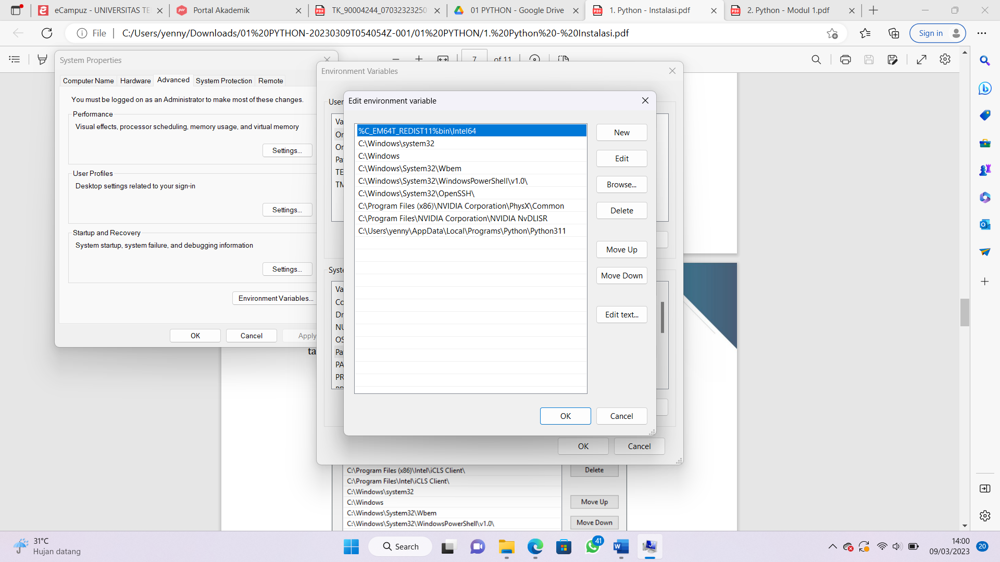 eCampuz - UNIVERSITAS TE
Portal Akademik
TK_90004244_07032323250
01 PYTHON - Google Drive
1. Python - Instalasi.pdf
2. Python - Modul 1.pdf
File
C:/Users/yenny/Downloads/01%20PYTHON-20230309T054054Z-001/01%20PYTHON/1.%20Python%20-%20Instalasi.pdf
Sign in
7 of 11
System Properties
Computer Name Hardware Advanced System Protection Remote
You must be logged on as an Administrator to make most of these changes.
Performance
Visual effects, processor scheduling, memory usage, and virtual memory
Settings...
User Profiles
Desktop settings related to your sign-in
Settings...
Startup and Recovery
System startup, system failure, and debugging information
Settings...
Environment Variables...
OK Cancel Apply
ta
Environment Variables
User
Va
On
On
Pa
TE
TM
Syste
Va
Co
Dr
NU
OS
Pa
PA
PR
OK Cancel
Edit environment variable
%C_EM64T_REDIST11%bin\Intel64
C:\Windows\system32
C:\Windows
C:\Windows\System32\Wbem
C:\Windows\System32\WindowsPowerShell\v1.0\
C:\Windows\System32\OpenSSH\
C:\Program Files (x86)\NVIDIA Corporation\PhysX\Common
C:\Program Files\NVIDIA Corporation\NVIDIA NvDLISR
C:\Users\yenny\AppData\Local\Programs\Python\Python311
New
Edit
Browse...
Delete
Move Up
Move Down
Edit text...
OK Cancel
C:\Program Files (x86)\Intel\iCLS Client\
C:\Program Files\Intel\iCLS Client\
C:\Windows\system32
C:\Windows
C:\Windows\System32\Wbem
C:\Windows\System32\WindowsPowerShell\v1.0\
Delete
Move Up
Move Down
31°C
Hujan datang
Search
41
14:00
09/03/2023
20